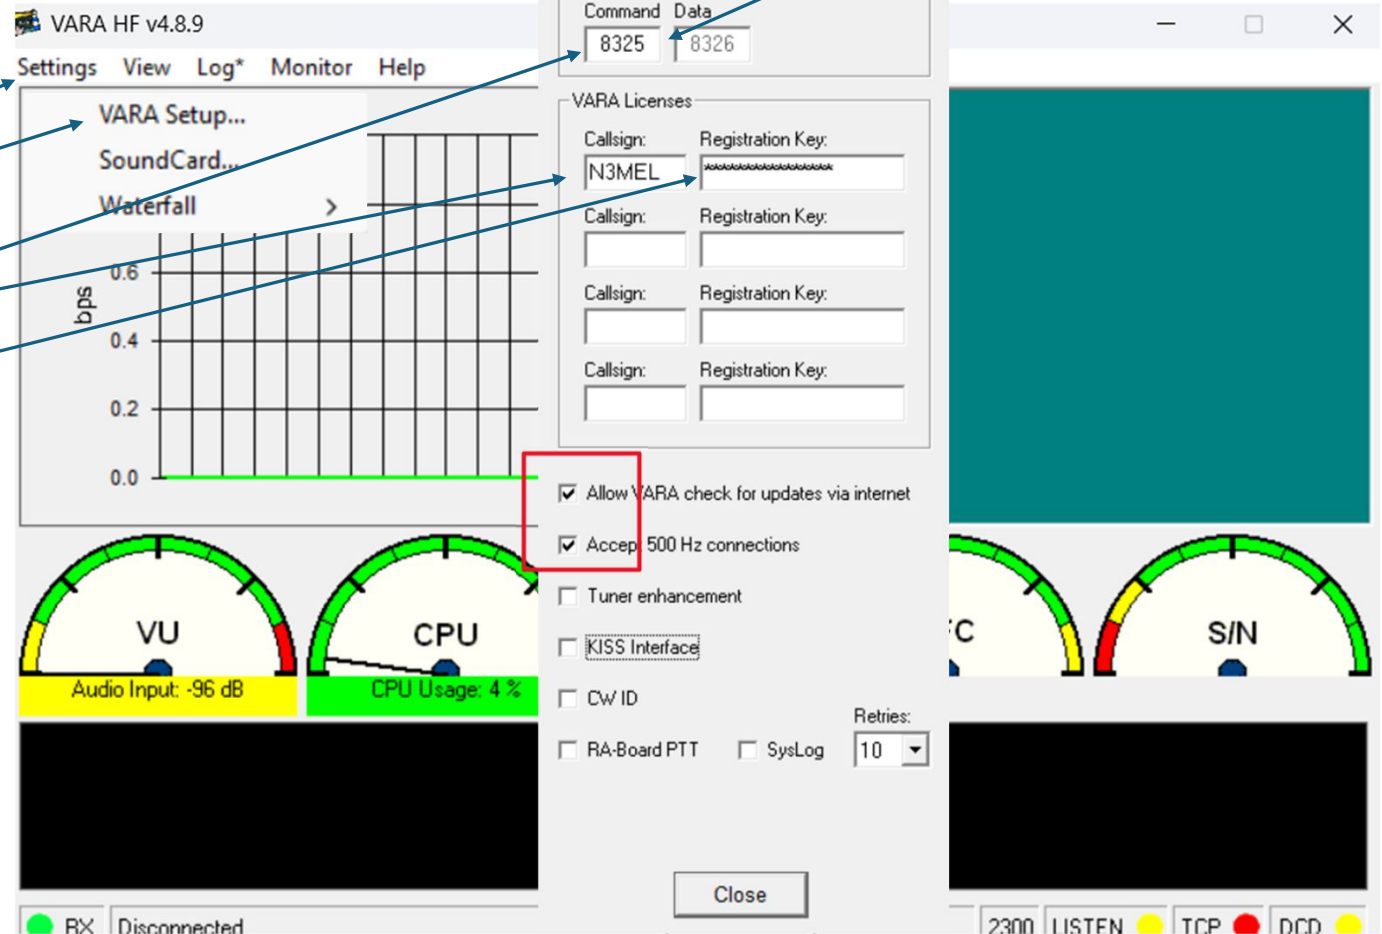 VARA HF v4.8.9
Settings View Log* Monitor Help
VARA Setup...
SoundCard...
Waterfall >
bps
0.6
0.4
0.2
0.0
Command Data
8325 8326
VARA Licenses
Callsign: Registration Key:
N3MEL ****************
Callsign: Registration Key:
Callsign: Registration Key:
Callsign: Registration Key:
Allow VARA check for updates via internet
Accept 500 Hz connections
Tuner enhancement
KISS Interface
CW ID
Retries:
RA-Board PTT SysLog 10
Close
VU
Audio Input: -96 dB
CPU
CPU Usage: 4 %
S/N
RX Disconnected
2300 LISTEN TCP DCD